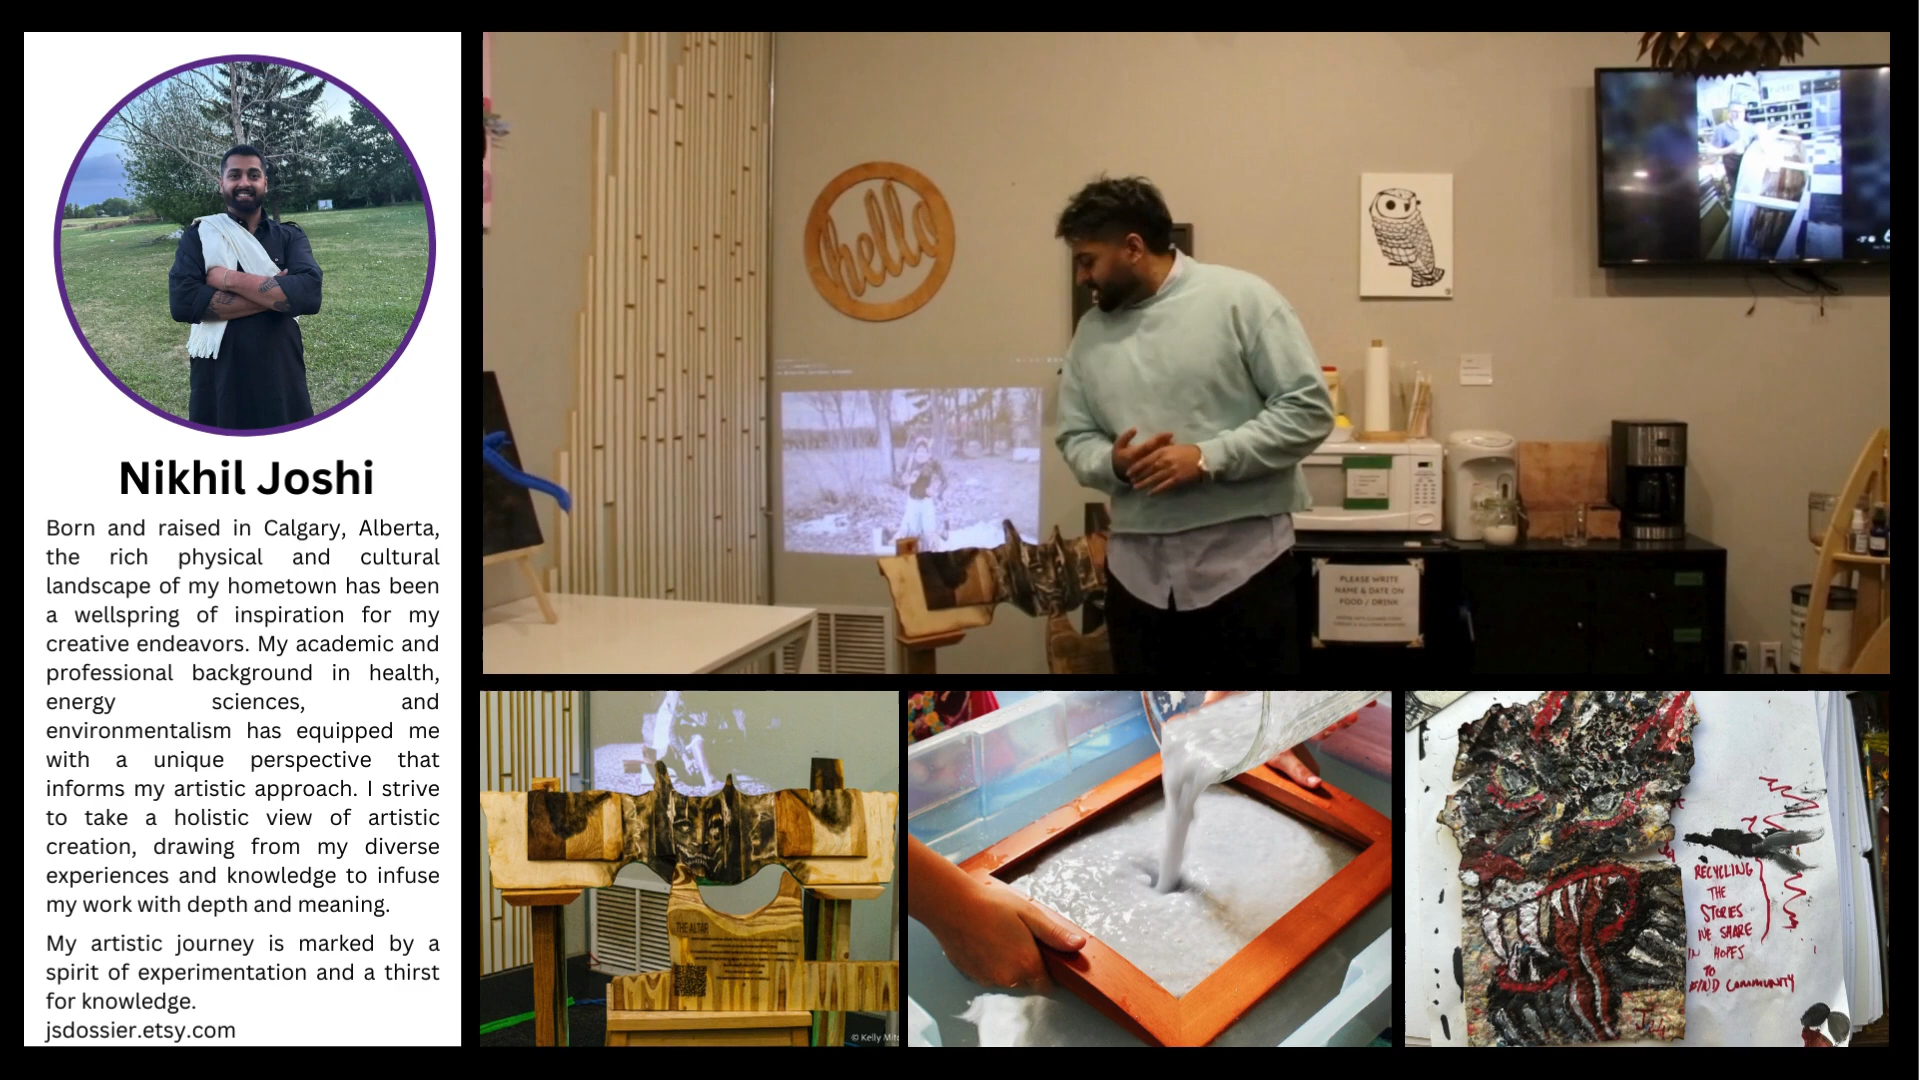 Nikhil Joshi
Born and raised in Calgary, Alberta,
the rich physical and cultural
landscape of my hometown has been
a wellspring of inspiration for my
creative endeavors. My academic and
professional background in health,
energy sciences, and
environmentalism has equipped me
with a unique perspective that
informs my artistic approach. I strive
to take a holistic view of artistic
creation, drawing from my diverse
experiences and knowledge to infuse
my work with depth and meaning.
My artistic journey is marked by a
spirit of experimentation and a thirst
for knowledge.
jsdossier.etsy.com
hello
PLEASE WRITE
NAME & DATE ON
FOOD / DRINK
THE ALTAR
© Kelly
RECYCLING
THE
STORIES
WE SHARE
IN HOPES
TO
FIND COMMUNITY